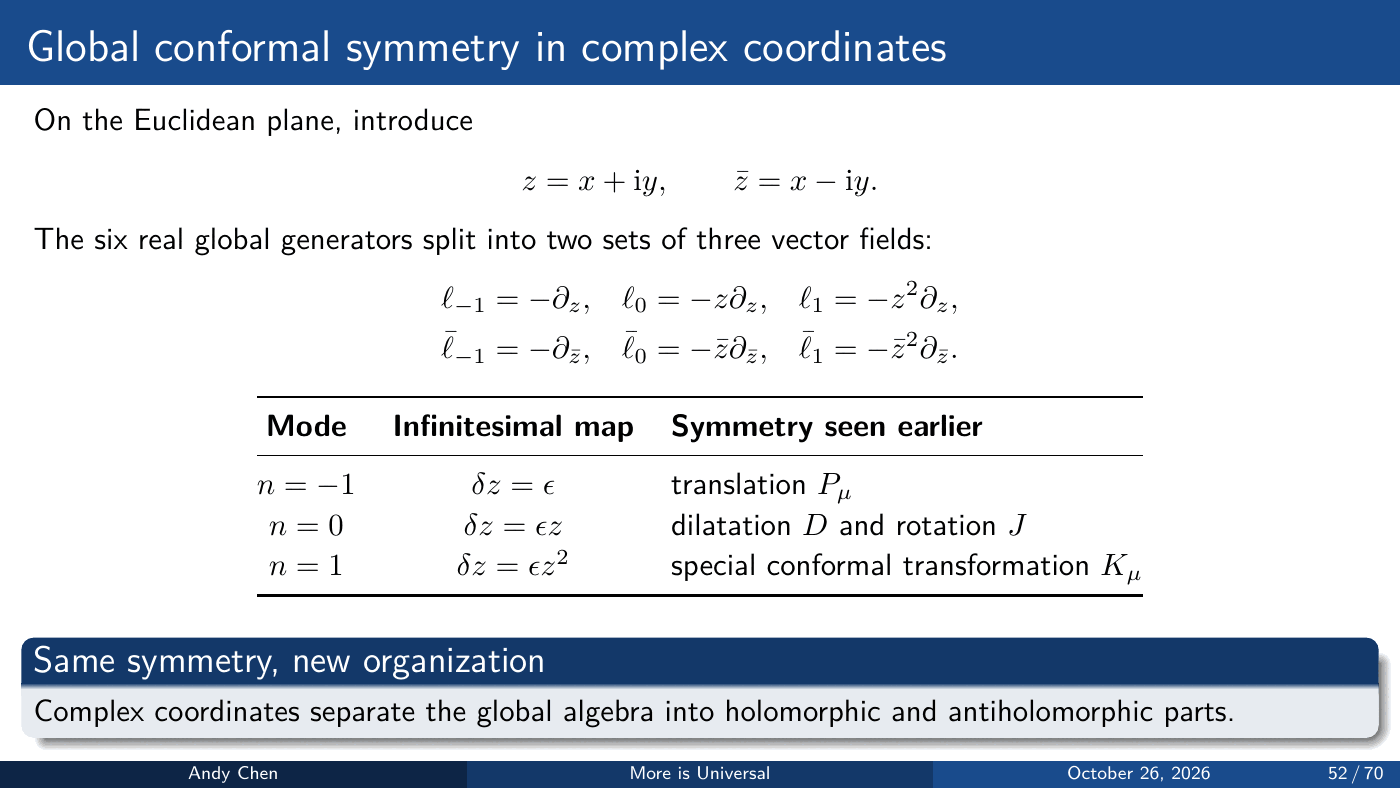 Global conformal symmetry in complex coordinates
On the Euclidean plane, introduce
z = x + iy, z̄ = x − iy.
The six real global generators split into two sets of three vector fields:
ℓ₋₁ = −∂_z, ℓ₀ = −z∂_z, ℓ₁ = −z²∂_z,
ℓ̄₋₁ = −∂_z̄, ℓ̄₀ = −z̄∂_z̄, ℓ̄₁ = −z̄²∂_z̄.
Mode Infinitesimal map Symmetry seen earlier
n = −1 δz = ϵ translation P_μ
n = 0 δz = ϵz dilatation D and rotation J
n = 1 δz = ϵz² special conformal transformation K_μ
Same symmetry, new organization
Complex coordinates separate the global algebra into holomorphic and antiholomorphic parts.
Andy Chen More is Universal October 26, 2026 52 / 70